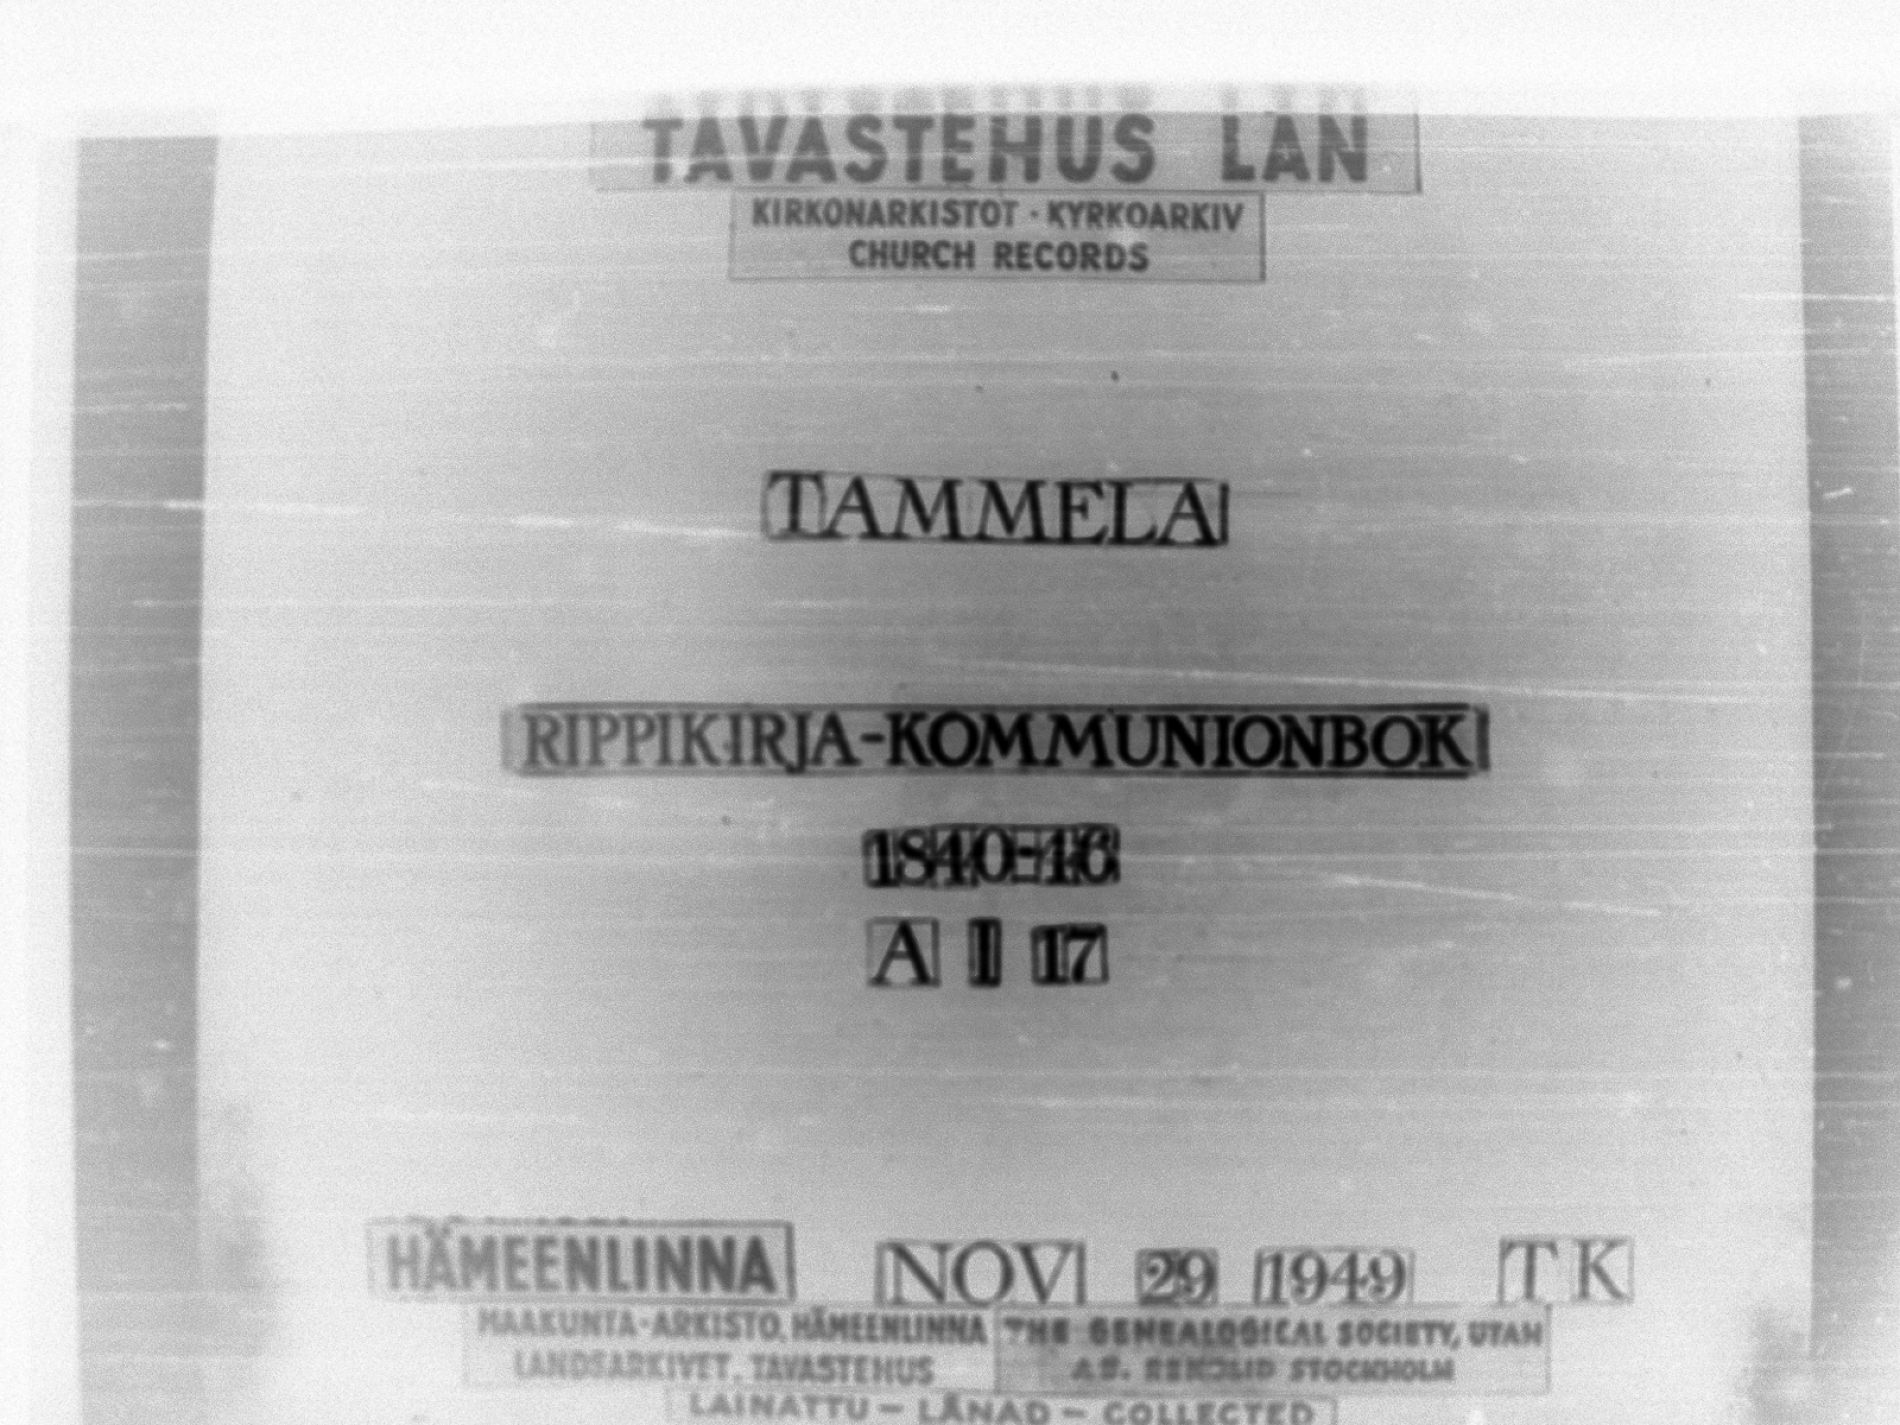 TAVASTEHUS LÄN
KIRKONARKISTOT · KYRKOARKIV
CHURCH RECORDS
TAMMELA
RIPPIKIRJA-KOMMUNIONBOK
1840-46
A I 17
HÄMEENLINNA NOV 29 1949 TK
MAAKUNTA-ARKISTO, HÄMEENLINNA
LANDSARKIVET, TAVASTEHUS
THE GENEALOGICAL SOCIETY, UTAH
STOCKHOLM
LAINATTU – LÅNAD – COLLECTED